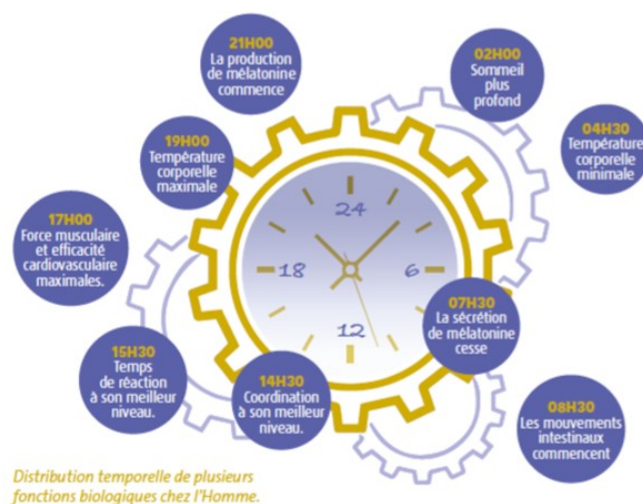 21H00
La production
de mélatonine
commence
02H00
Sommeil
plus
profond
19H00
Température
corporelle
maximale
04H30
Température
corporelle
minimale
17H00
Force musculaire
et efficacité
cardiovasculaire
maximales.
24
18
6
12
07H30
La sécrétion
de mélatonine
cesse
15H30
Temps
de réaction
à son meilleur
niveau.
14H30
Coordination
à son meilleur
niveau.
08H30
Les mouvements
intestinaux
commencent
Distribution temporelle de plusieurs
fonctions biologiques chez l'Homme.